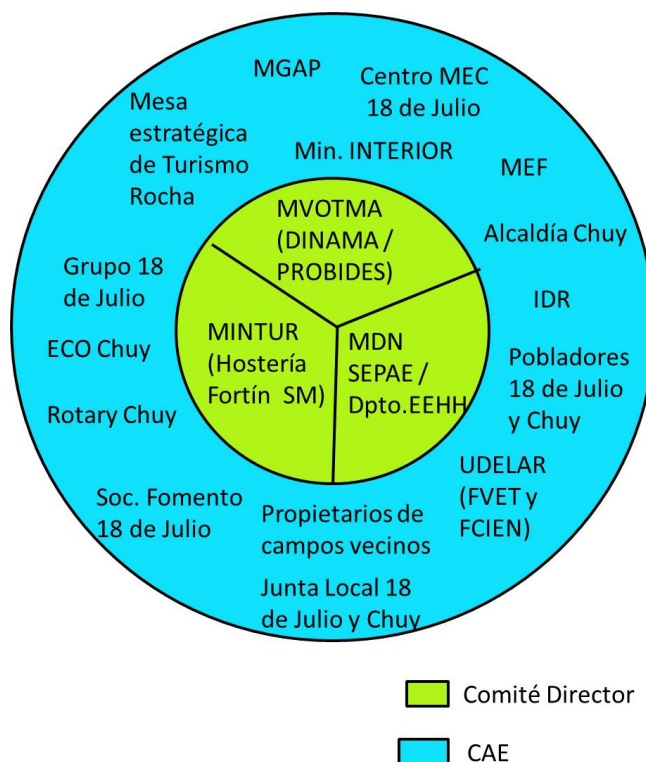 MGAP
Centro MEC
18 de Julio
Mesa
estratégica
de Turismo
Rocha
Min. INTERIOR
MEF
MVOTMA
(DINAMA /
PROBIDES)
Alcaldía Chuy
Grupo 18
de Julio
IDR
ECO Chuy
MINTUR
(Hostería
Fortín SM)
MDN
SEPAE /
Dpto.EEHH
Pobladores
18 de Julio
y Chuy
Rotary Chuy
UDELAR
(FVET y
FCIEN)
Soc. Fomento
18 de Julio
Propietarios de
campos vecinos
Junta Local 18
de Julio y Chuy
Comité Director
CAE